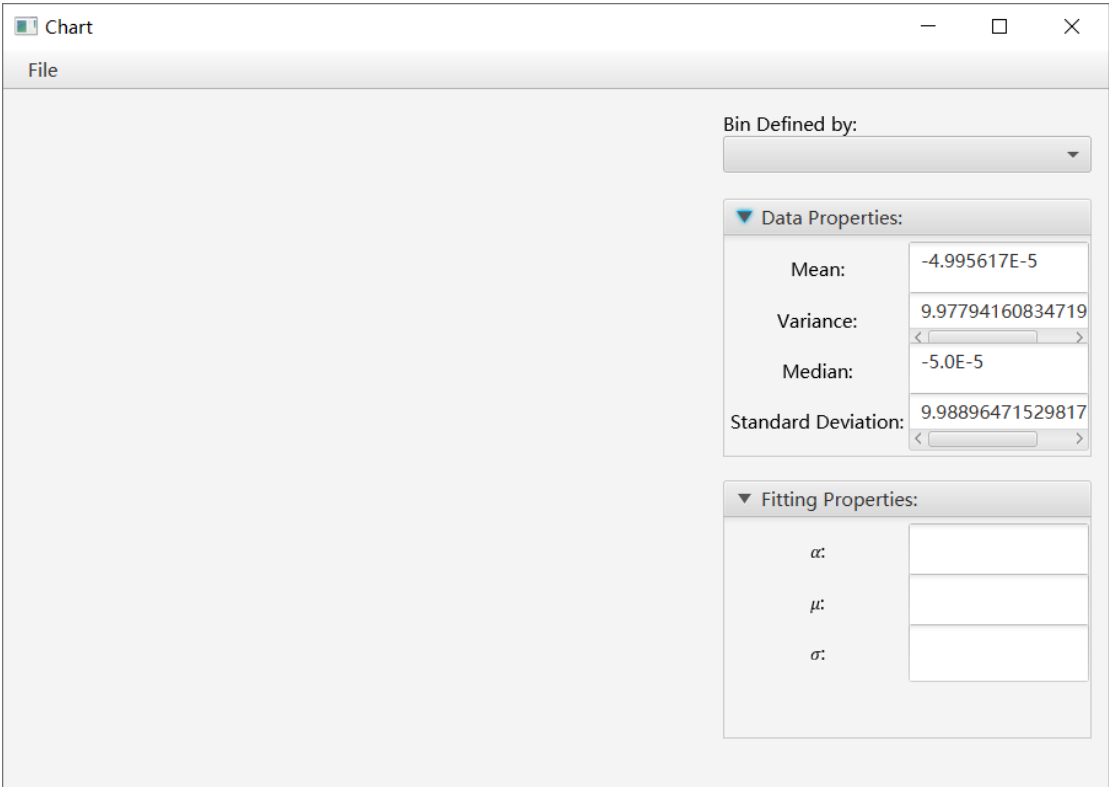 Chart
File
Bin Defined by:
Data Properties:
Mean: -4.995617E-5
Variance: 9.97794160834719
Median: -5.0E-5
Standard Deviation: 9.98896471529817
Fitting Properties:
α:
μ:
σ: